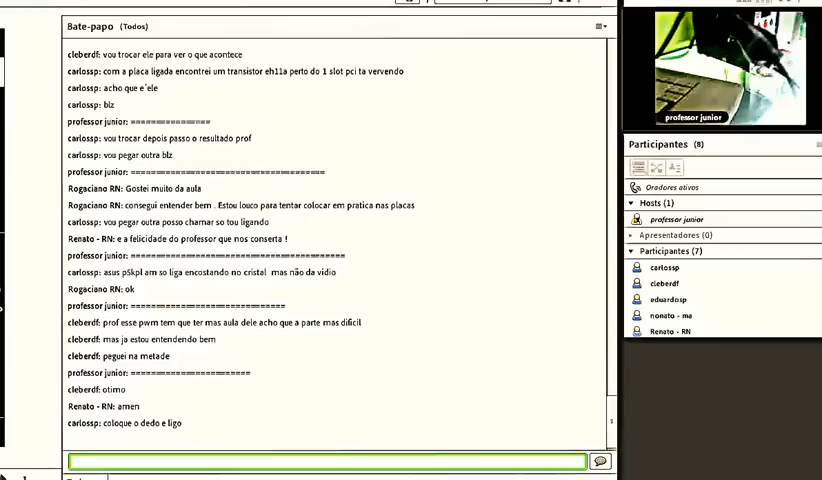 Bate-papo (Todos)
cleberdf: vou trocar ele para ver o que acontece
carlossp: com a placa ligada encontrei um transistor eh11a perto do 1 slot pci ta vervendo
carlossp: acho que e´ele
carlossp: blz
professor junior: ================
carlossp: vou trocar depois passo o resultado prof
carlossp: vou pegar outra blz
professor junior: =======================================
Rogaciano RN: Gostei muito da aula
Rogaciano RN: consegui entender bem . Estou louco para tentar colocar em pratica nas placas
carlossp: vou pegar outra posso chamar so tou ligando
Renato - RN: e a felicidade do professor que nos conserta !
professor junior: ===========================================
carlossp: asus p5kpl am so liga encostando no cristal mas não da vidio
Rogaciano RN: ok
professor junior: ===============================
cleberdf: prof esse pwm tem que ter mas aula dele acho que a parte mas dificil
cleberdf: mas ja estou entendendo bem
cleberdf: peguei na metade
professor junior: ========================
cleberdf: otimo
Renato - RN: amen
carlossp: coloque o dedo e ligo
professor junior
Participantes (8)
Oradores ativos
Hosts (1)
professor junior
Apresentadores (0)
Participantes (7)
carlossp
cleberdf
eduardosp
nonato - ma
Renato - RN